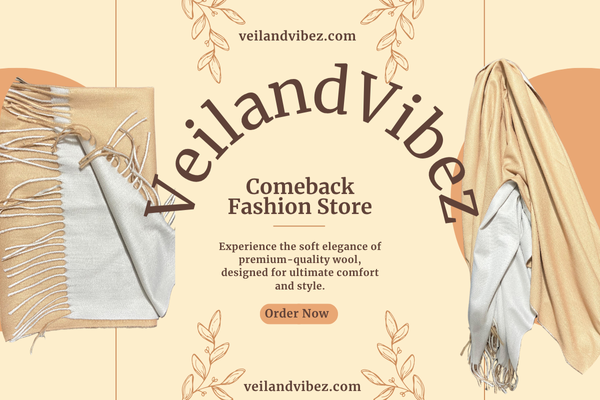 veilandvibez.com
VeilandVibez
Comeback
Fashion Store
Experience the soft elegance of
premium-quality wool,
designed for ultimate comfort
and style.
Order Now
veilandvibez.com